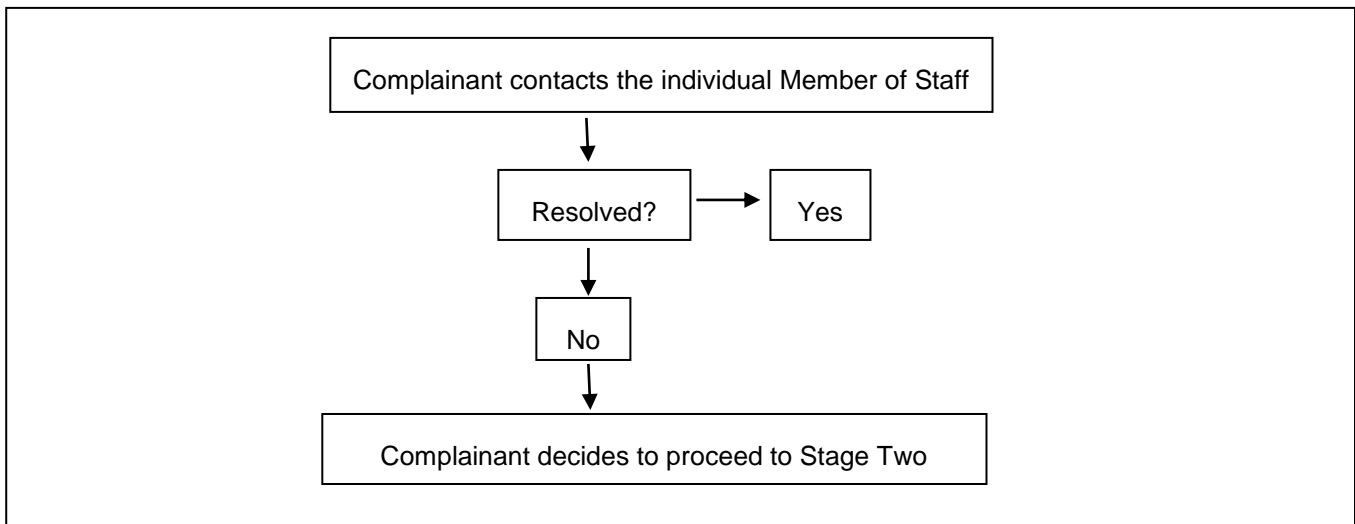 Complainant contacts the individual Member of Staff
Resolved?
Yes
No
Complainant decides to proceed to Stage Two